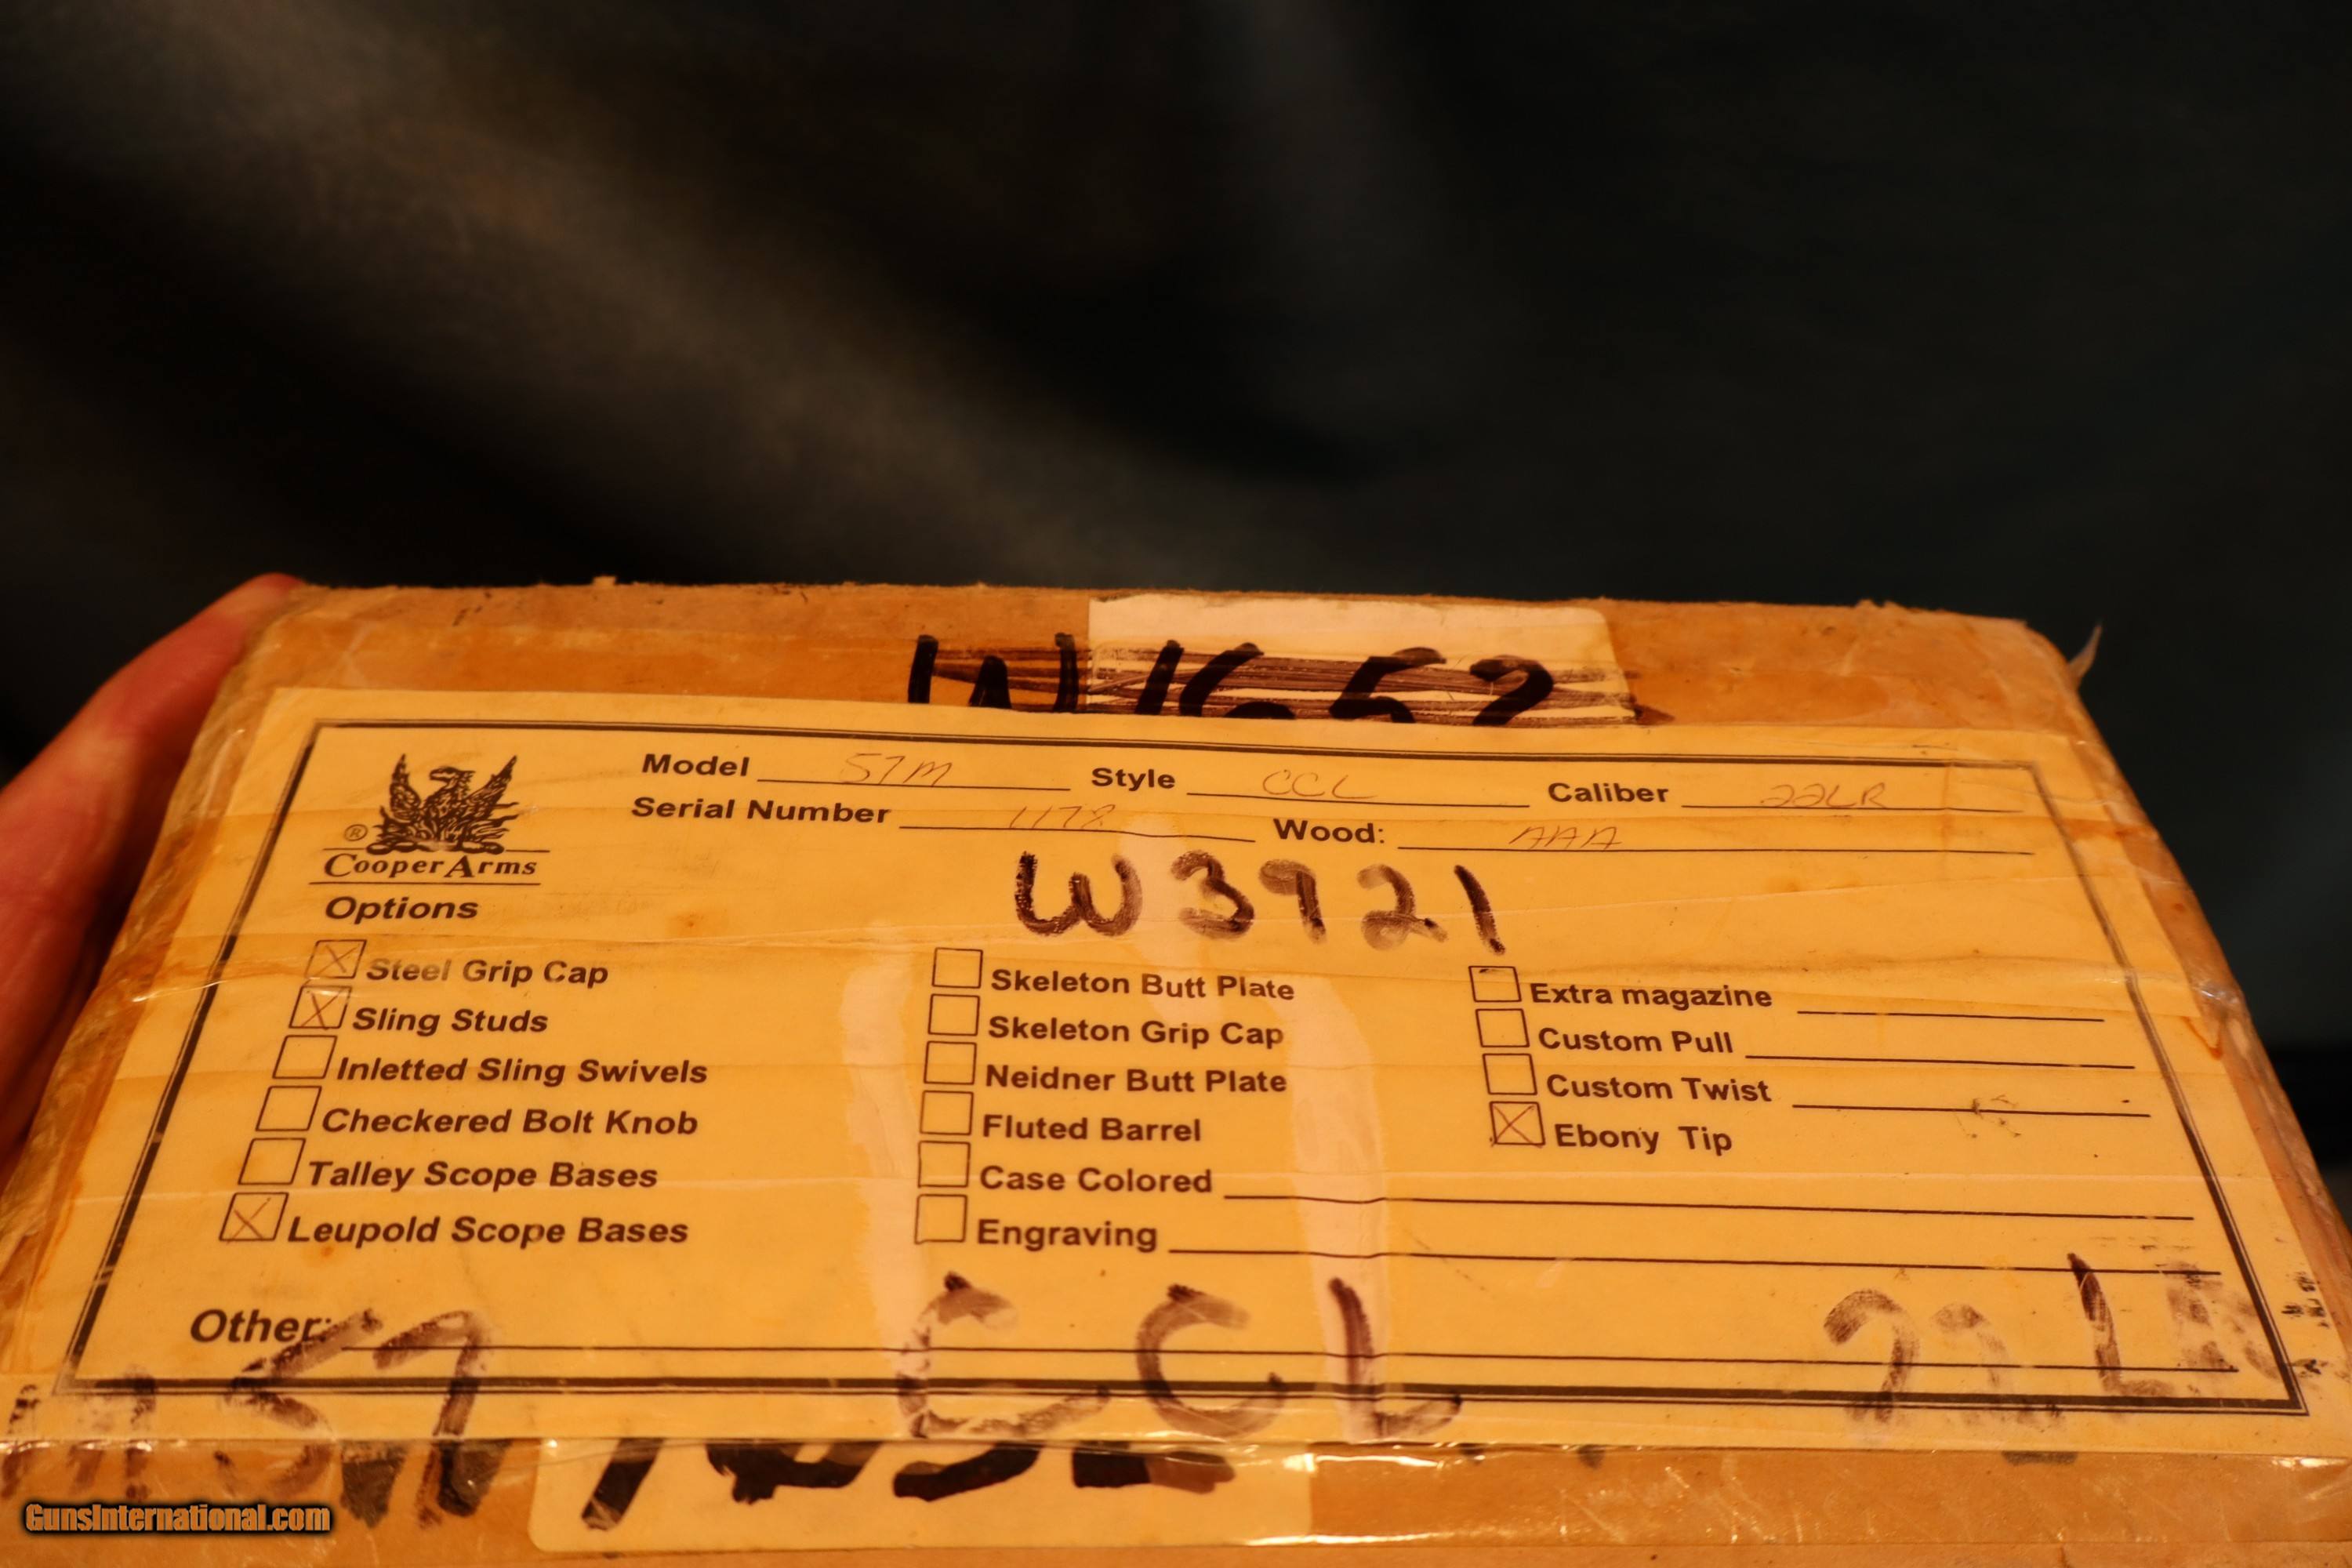 W1652
Model 57M Style CCL Caliber 22LR
Serial Number 1178 Wood: AAA
® Cooper Arms
W3921
Options
Steel Grip Cap Skeleton Butt Plate Extra magazine
Sling Studs Skeleton Grip Cap Custom Pull
Inletted Sling Swivels Neidner Butt Plate Custom Twist
Checkered Bolt Knob Fluted Barrel Ebony Tip
Talley Scope Bases Case Colored
Leupold Scope Bases Engraving
Other:
M57 CCL 22LR
GunsInternational.com